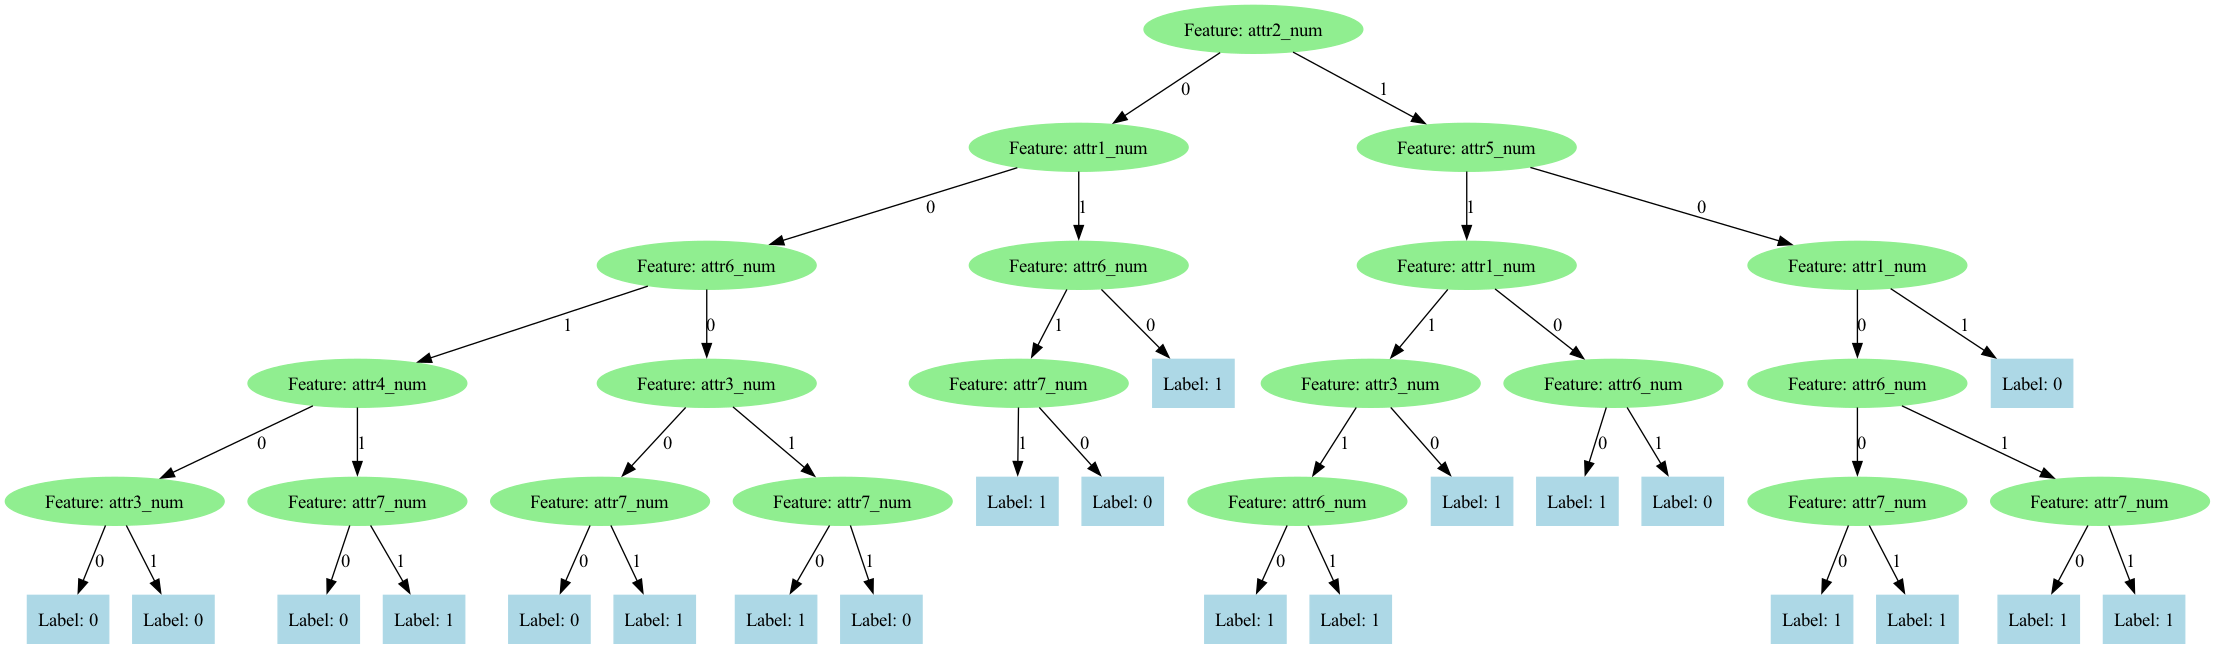 Feature: attr2_num
0
1
Feature: attr1_num
Feature: attr5_num
0
1
1
0
Feature: attr6_num
Feature: attr6_num
Feature: attr1_num
Feature: attr1_num
1
0
1
0
1
0
0
1
Feature: attr4_num
Feature: attr3_num
Feature: attr7_num
Label: 1
Feature: attr3_num
Feature: attr6_num
Feature: attr6_num
Label: 0
0
1
0
1
1
0
1
0
0
1
0
1
Feature: attr3_num
Feature: attr7_num
Feature: attr7_num
Feature: attr7_num
Label: 1
Label: 0
Feature: attr6_num
Label: 1
Label: 1
Label: 0
Feature: attr7_num
Feature: attr7_num
0
1
0
1
0
1
0
1
0
1
0
1
0
1
Label: 0
Label: 0
Label: 0
Label: 1
Label: 0
Label: 1
Label: 1
Label: 0
Label: 1
Label: 1
Label: 1
Label: 1
Label: 1
Label: 1